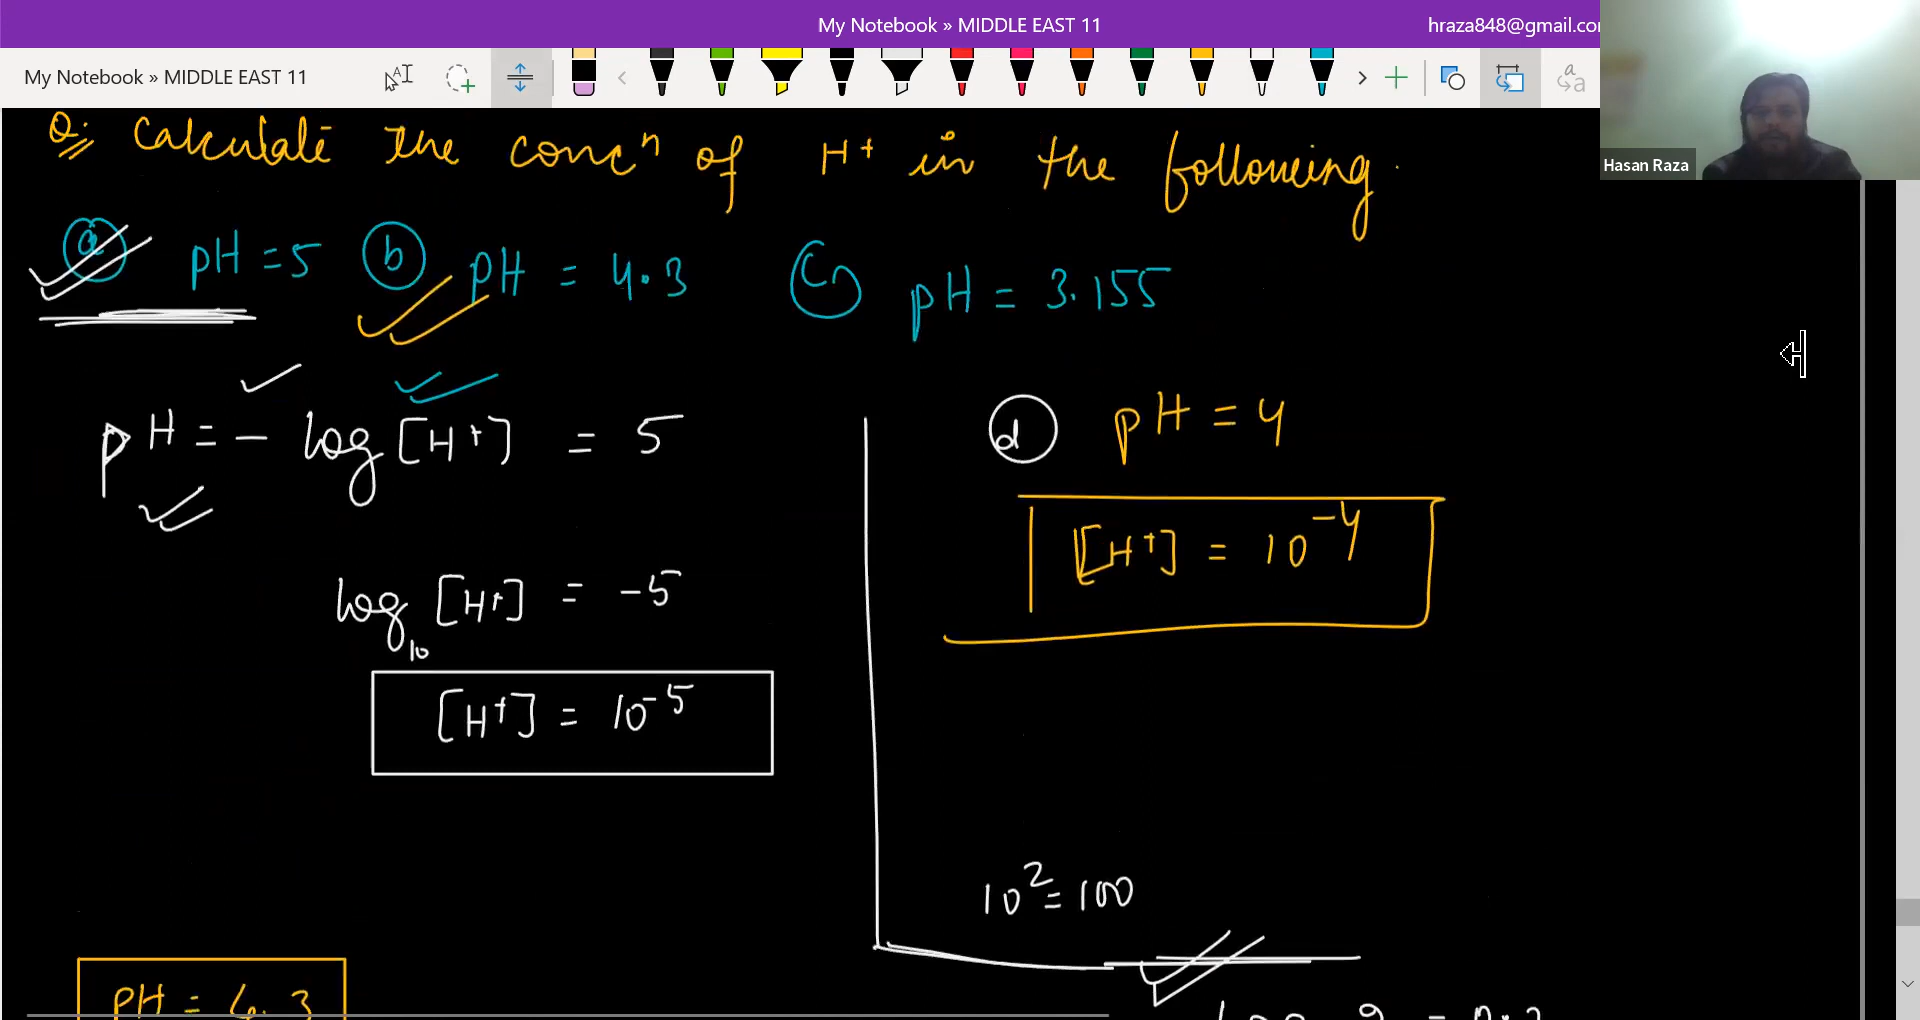 My Notebook » MIDDLE EAST 11
hraza848@gmail.co
My Notebook » MIDDLE EAST 11
Hasan Raza
Q: Calculate the concⁿ of H⁺ in the following.
a pH = 5 b pH = 4.3 c pH = 3.155
pH = - log [H⁺] = 5
log₁₀ [H⁺] = -5
[H⁺] = 10⁻⁵
d pH = 4
[H⁺] = 10⁻⁴
10² = 100
PH = 4.3